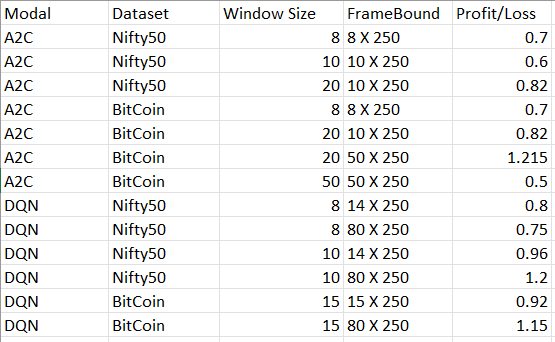 Modal Dataset Window Size FrameBound Profit/Loss
A2C Nifty50 8 8 X 250 0.7
A2C Nifty50 10 10 X 250 0.6
A2C Nifty50 20 10 X 250 0.82
A2C BitCoin 8 8 X 250 0.7
A2C BitCoin 20 10 X 250 0.82
A2C BitCoin 20 50 X 250 1.215
A2C BitCoin 50 50 X 250 0.5
DQN Nifty50 8 14 X 250 0.8
DQN Nifty50 8 80 X 250 0.75
DQN Nifty50 10 14 X 250 0.96
DQN Nifty50 10 80 X 250 1.2
DQN BitCoin 15 15 X 250 0.92
DQN BitCoin 15 80 X 250 1.15